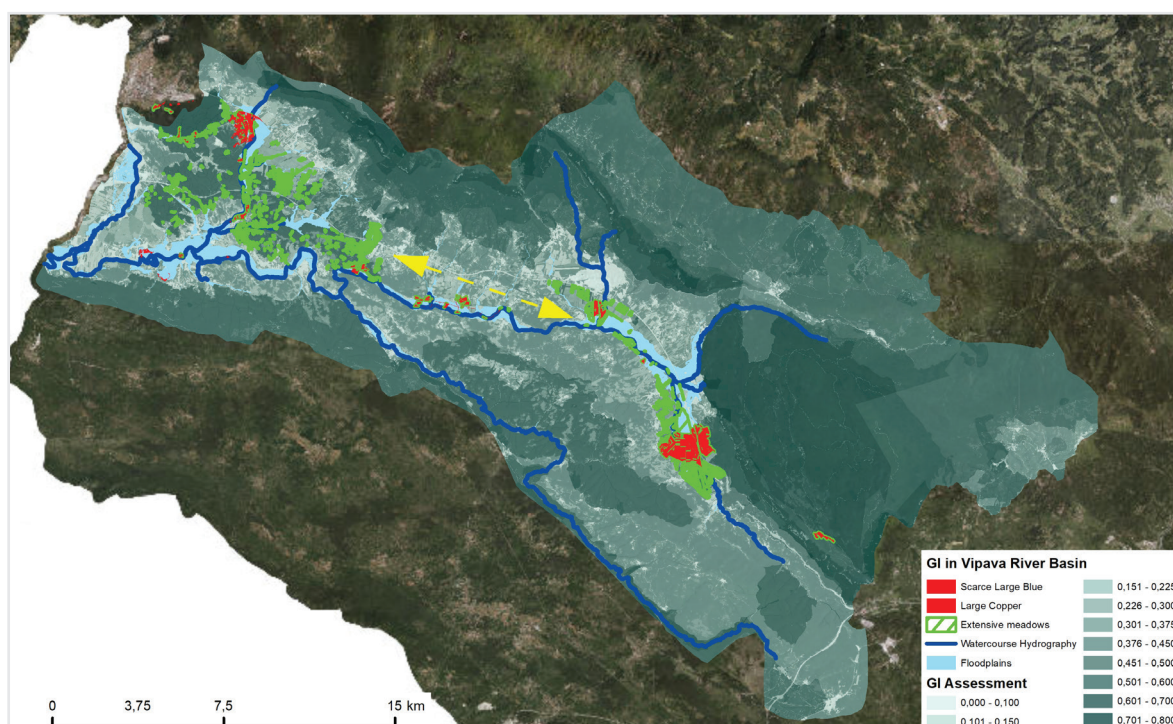 GI in Vipava River Basin
Scarce Large Blue
Large Copper
Extensive meadows
Watercourse Hydrography
Floodplains
GI Assessment
0,000 - 0,100
0,101 - 0,150
0,151 - 0,225
0,226 - 0,300
0,301 - 0,375
0,376 - 0,450
0,451 - 0,500
0,501 - 0,600
0,601 - 0,700
0,701 - 0,800
0 3,75 7,5 15 km